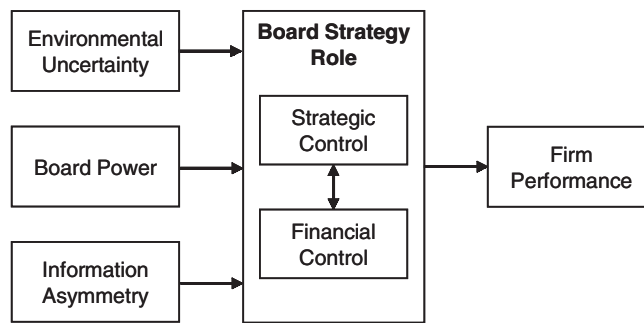 Environmental
Uncertainty
Board Power
Information
Asymmetry
Board Strategy
Role
Strategic
Control
Financial
Control
Firm
Performance